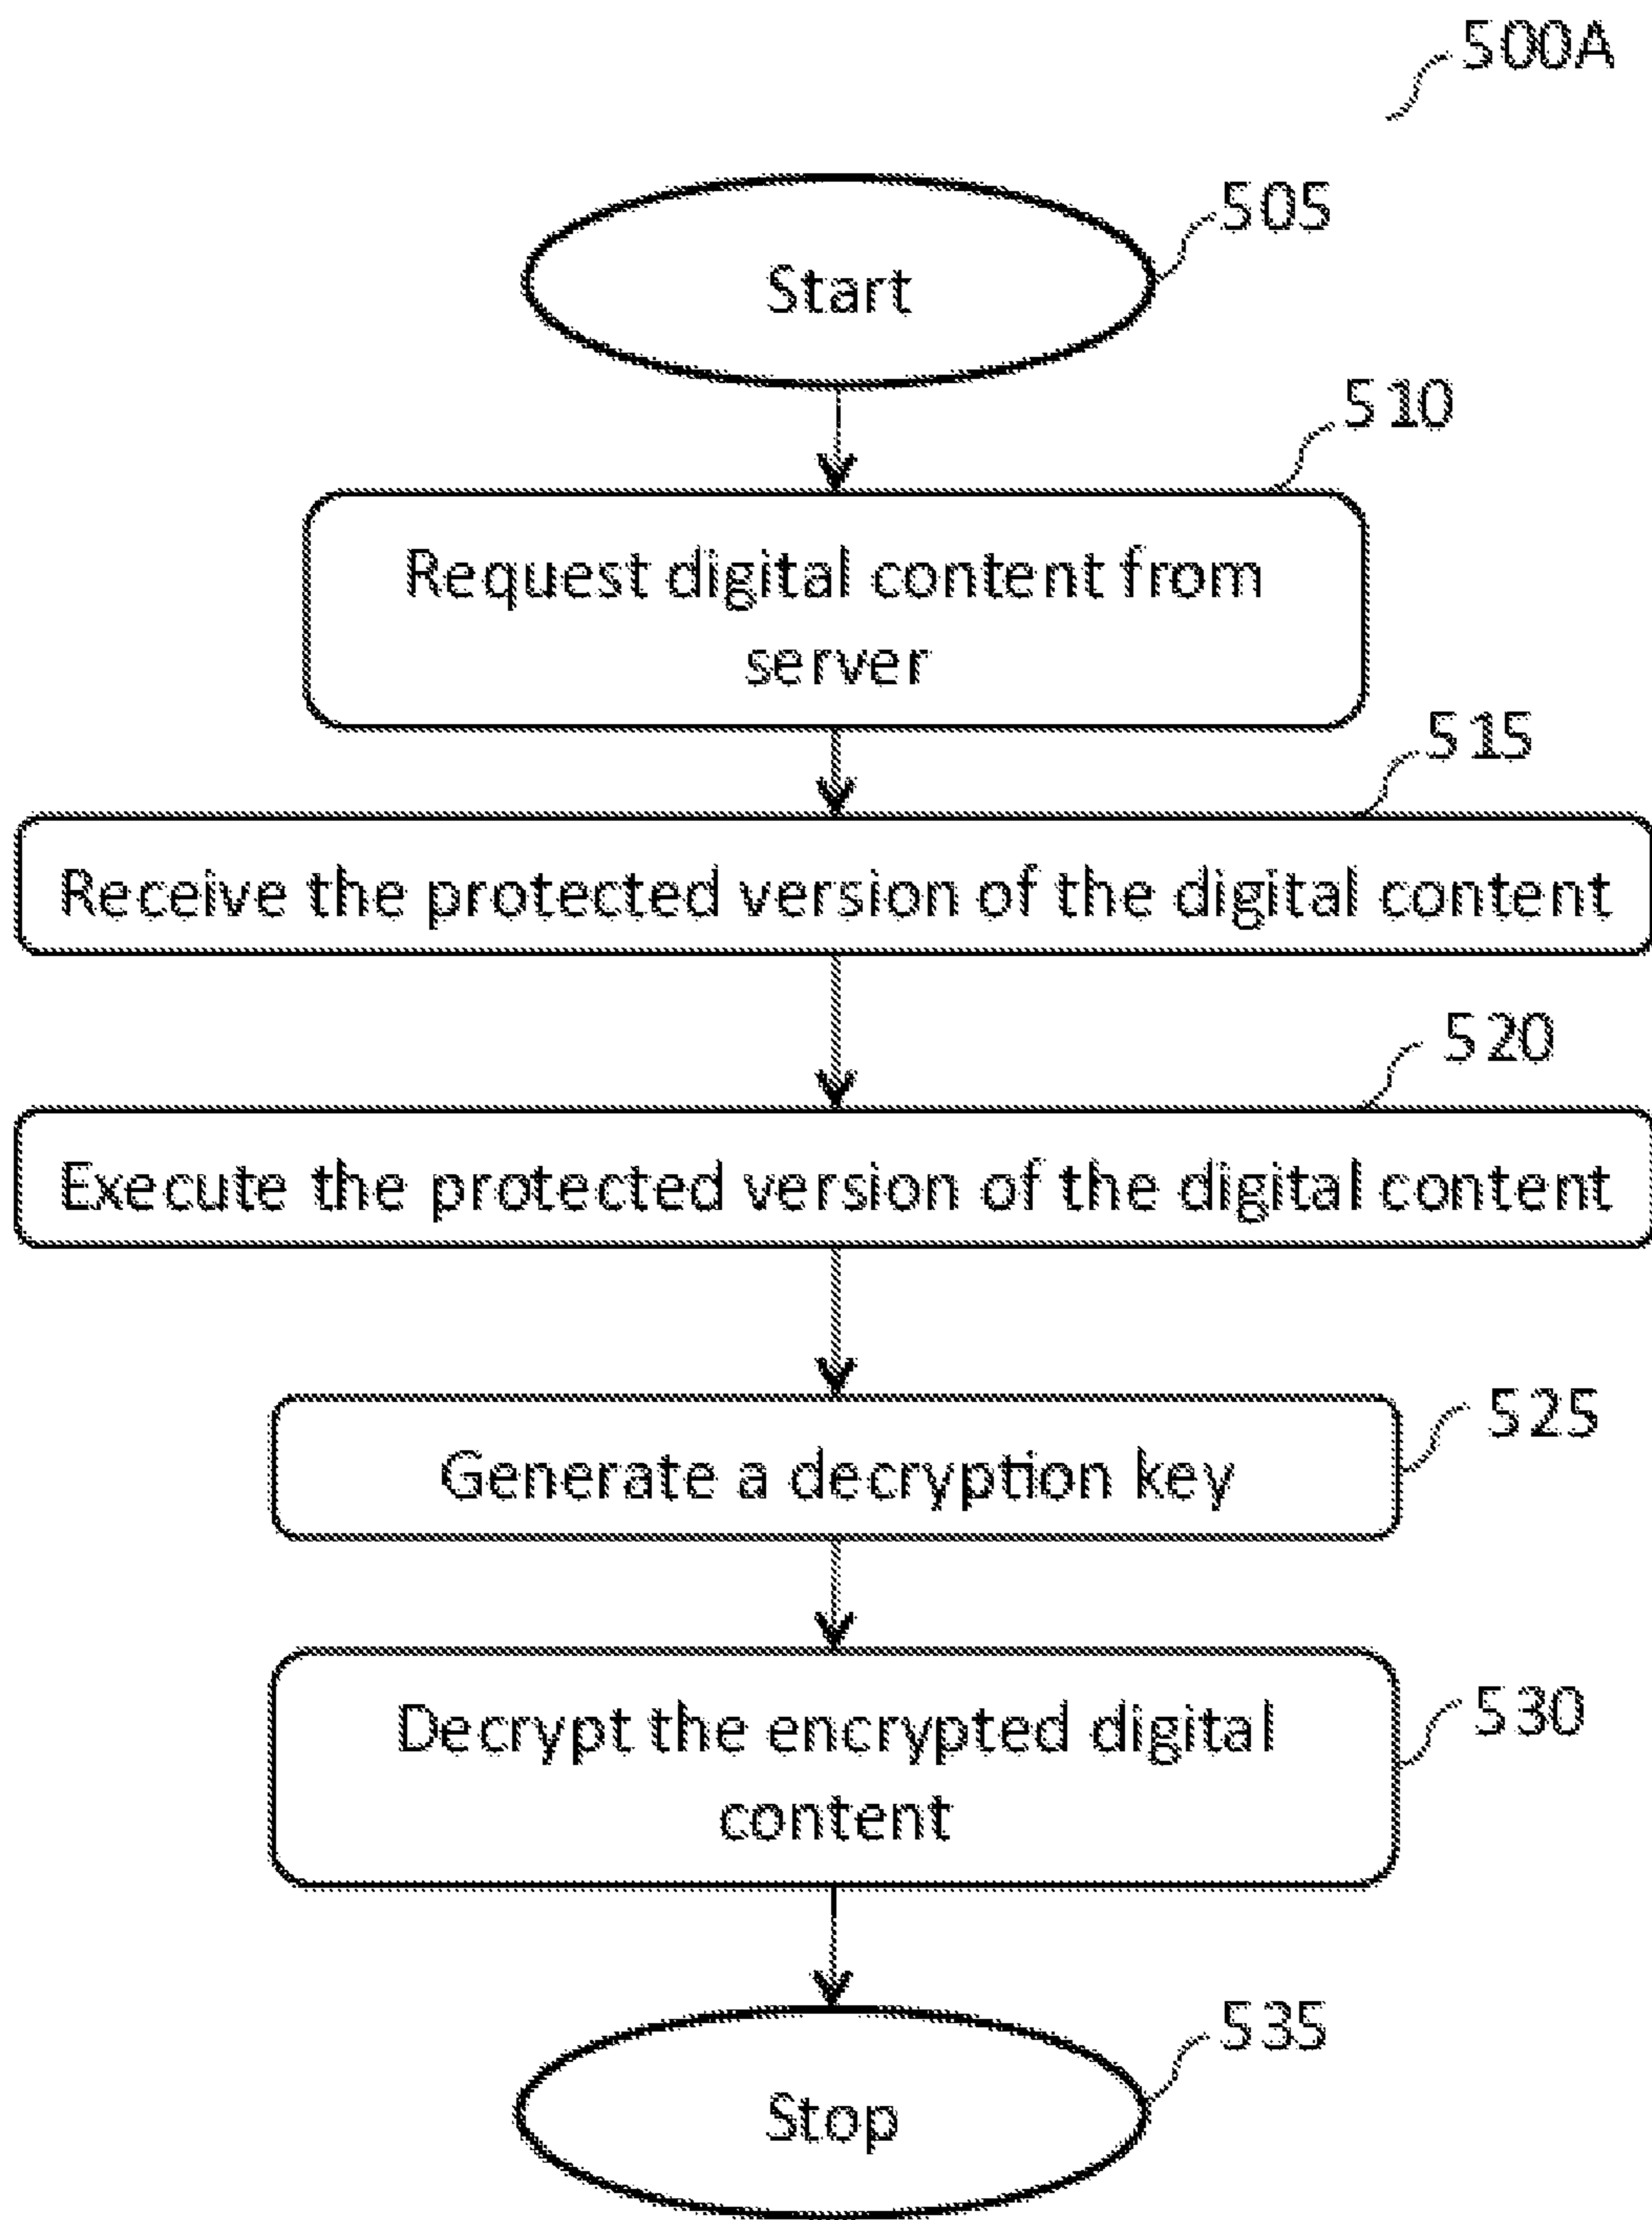 500A
505
Start
510
Request digital content from
server
515
Receive the protected version of the digital content
520
Execute the protected version of the digital content
525
Generate a decryption key
530
Decrypt the encrypted digital
content
535
Stop